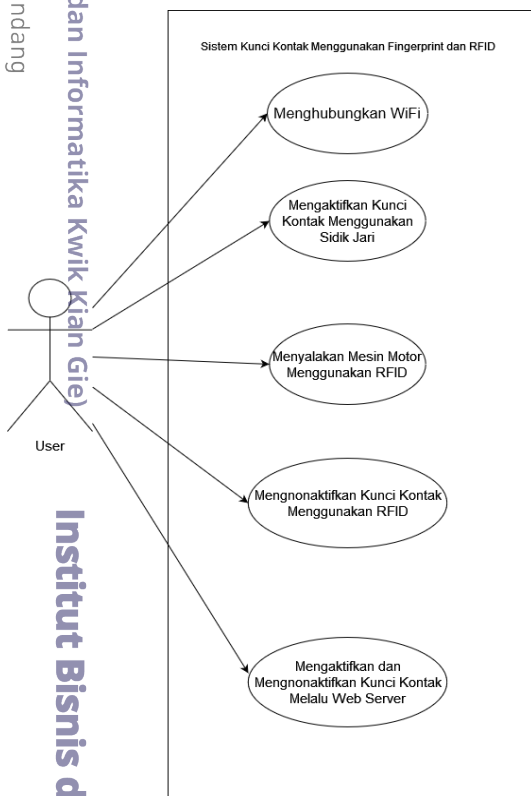 Sistem Kunci Kontak Menggunakan Fingerprint dan RFID
Menghubungkan WiFi
Mengaktifkan Kunci
Kontak Menggunakan
Sidik Jari
Menyalakan Mesin Motor
Menggunakan RFID
User
Mengnonaktifkan Kunci Kontak
Menggunakan RFID
Mengaktifkan dan
Mengnonaktifkan Kunci Kontak
Melalu Web Server
ndang
dan Informatika Kwik Kian Gie)
Institut Bisnis d